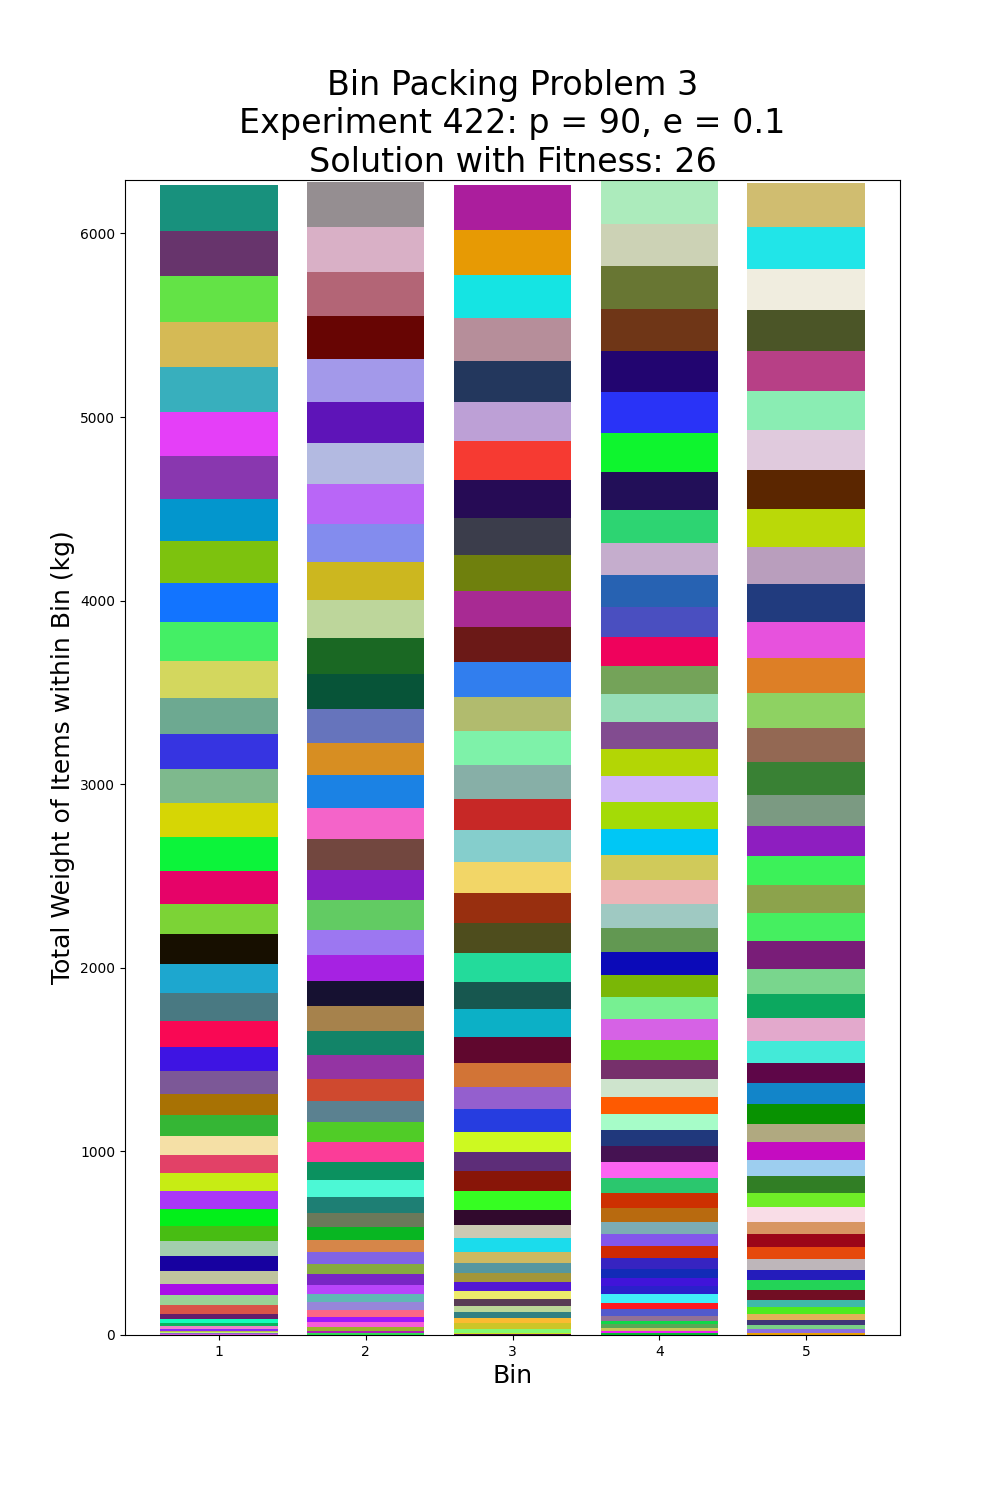 Bin Packing Problem 3
Experiment 422: p = 90, e = 0.1
Solution with Fitness: 26
Total Weight of Items within Bin (kg)
6000
5000
4000
3000
2000
1000
0
1 2 3 4 5
Bin